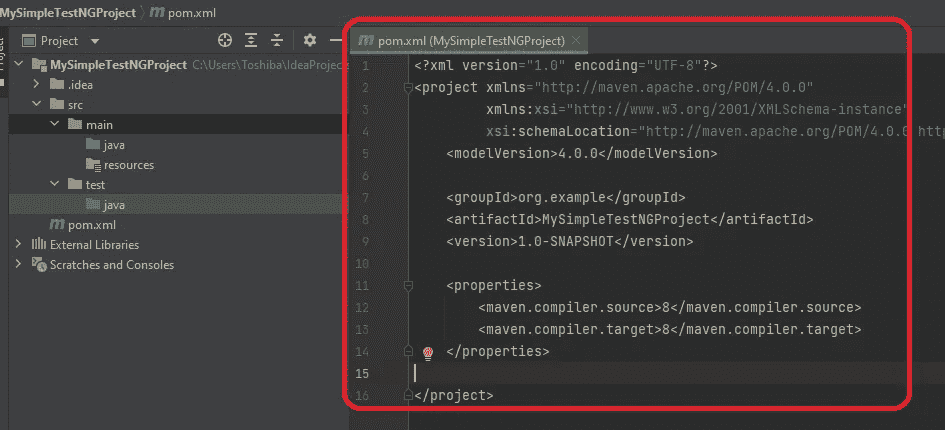 MySimpleTestNGProject pom.xml
Project
Project
MySimpleTestNGProject C:\Users\Toshiba\IdeaProjec
.idea
src
main
java
resources
test
java
pom.xml
External Libraries
Scratches and Consoles
pom.xml (MySimpleTestNGProject)
1 <?xml version="1.0" encoding="UTF-8"?>
2 <project xmlns="http://maven.apache.org/POM/4.0.0"
3 xmlns:xsi="http://www.w3.org/2001/XMLSchema-instance"
4 xsi:schemaLocation="http://maven.apache.org/POM/4.0.0 http
5 <modelVersion>4.0.0</modelVersion>
6
7 <groupId>org.example</groupId>
8 <artifactId>MySimpleTestNGProject</artifactId>
9 <version>1.0-SNAPSHOT</version>
10
11 <properties>
12 <maven.compiler.source>8</maven.compiler.source>
13 <maven.compiler.target>8</maven.compiler.target>
14 </properties>
15
16 </project>